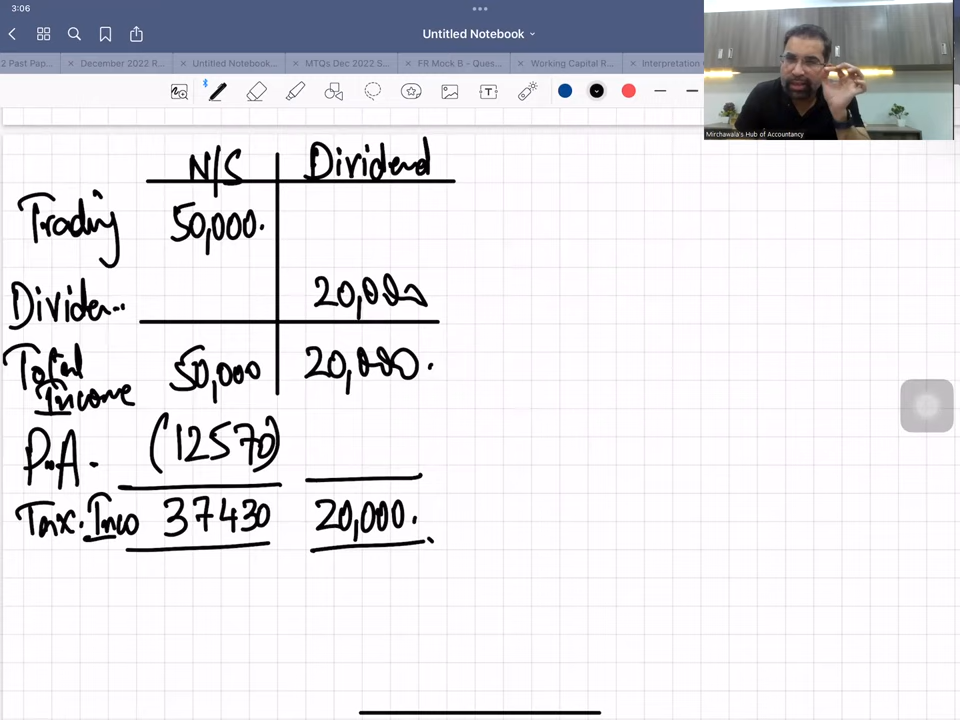 3:06
Untitled Notebook
2 Past Pap...
December 2022 R...
Untitled Notebook...
MTQs Dec 2022 S...
FR Mock B - Ques...
Working Capital R...
Interpretation
Mirchawala's Hub of Accountancy
N/S Dividend
Trading 50,000.
Dividen.. 20,000
Total Income 50,000 20,000.
P.A. (12570)
Tax. Inco 37430 20,000.